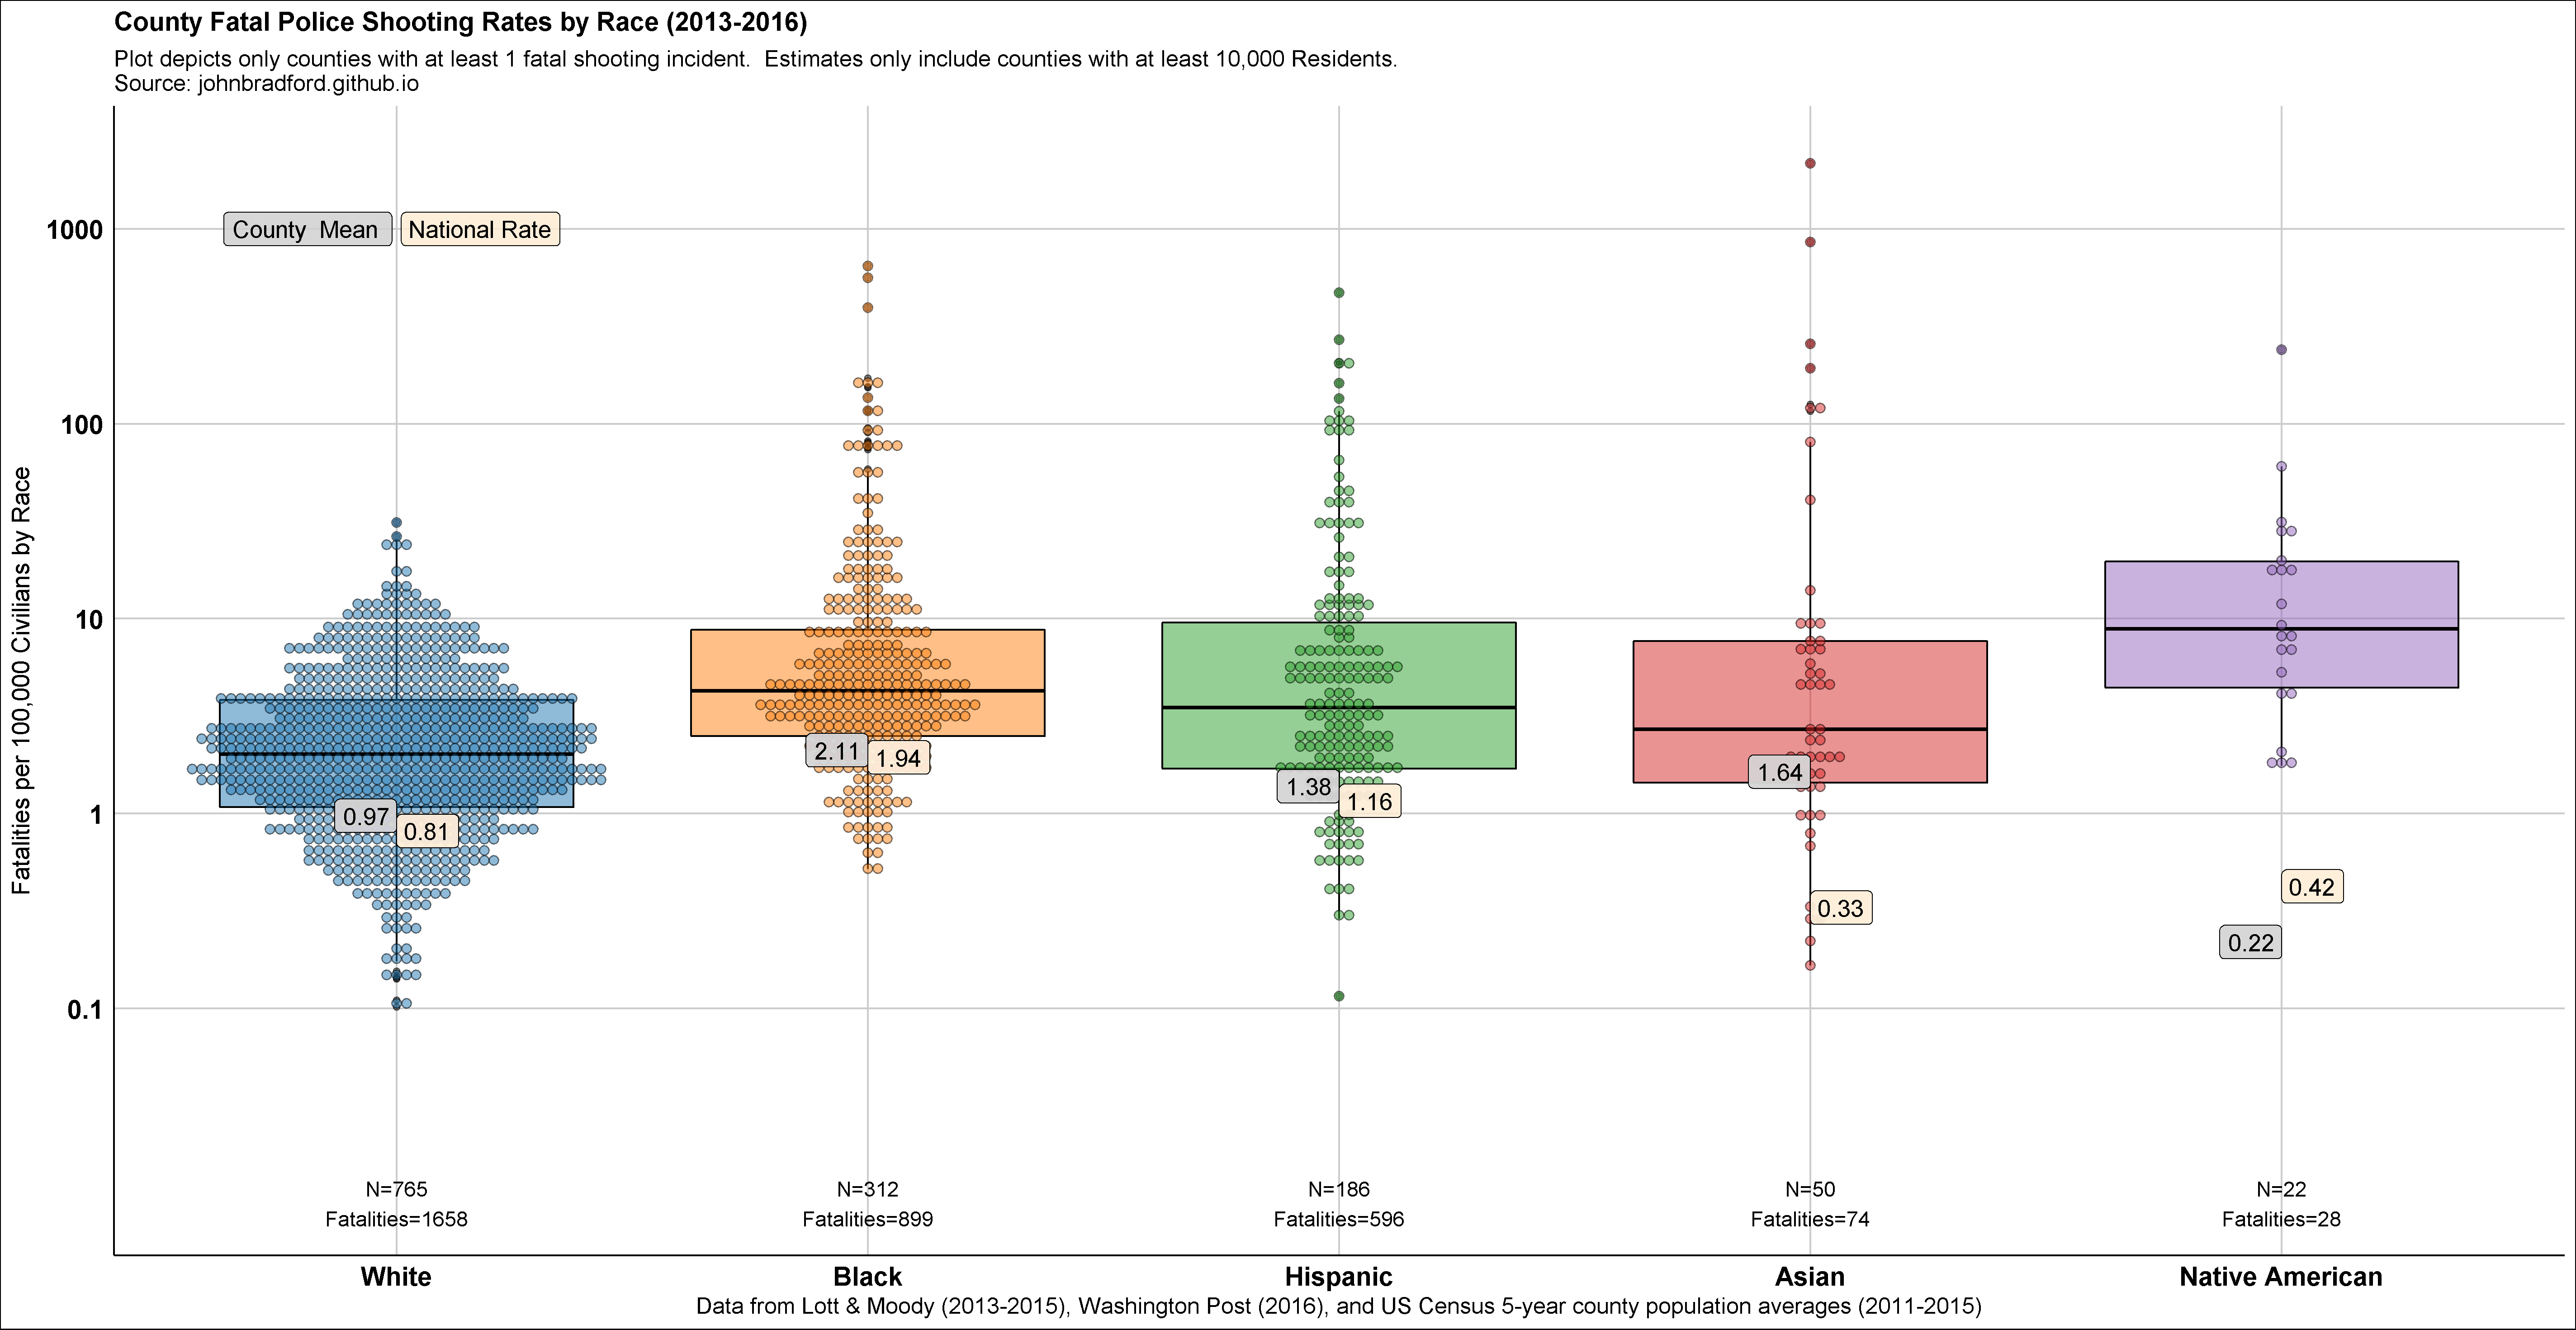 County Fatal Police Shooting Rates by Race (2013-2016)
Plot depicts only counties with at least 1 fatal shooting incident.  Estimates only include counties with at least 10,000 Residents.
Source: johnbradford.github.io
Fatalities per 100,000 Civilians by Race
1000
100
10
1
0.1
County  Mean
National Rate
0.97
0.81
2.11
1.94
1.38
1.16
1.64
0.33
0.22
0.42
N=765
Fatalities=1658
N=312
Fatalities=899
N=186
Fatalities=596
N=50
Fatalities=74
N=22
Fatalities=28
White
Black
Hispanic
Asian
Native American
Data from Lott & Moody (2013-2015), Washington Post (2016), and US Census 5-year county population averages (2011-2015)